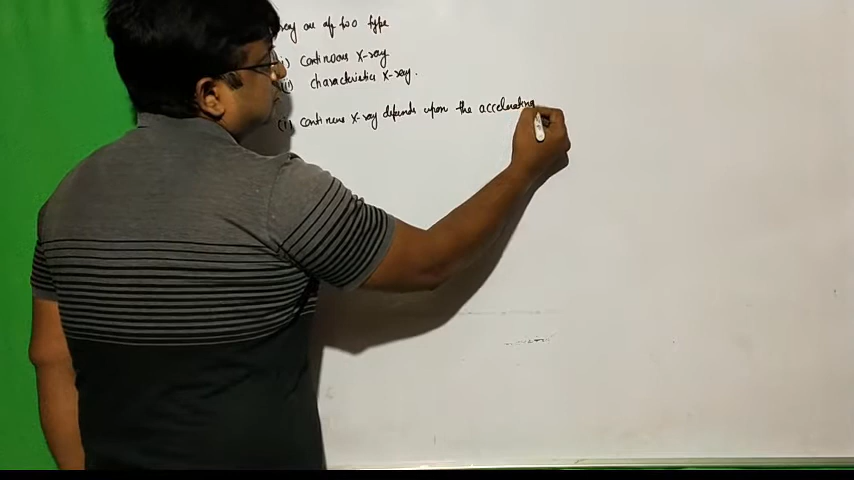 ray are of two type
(i) continuous X-ray
(ii) characteristic X-ray.
(i) continuous X-ray depends upon the accelerating